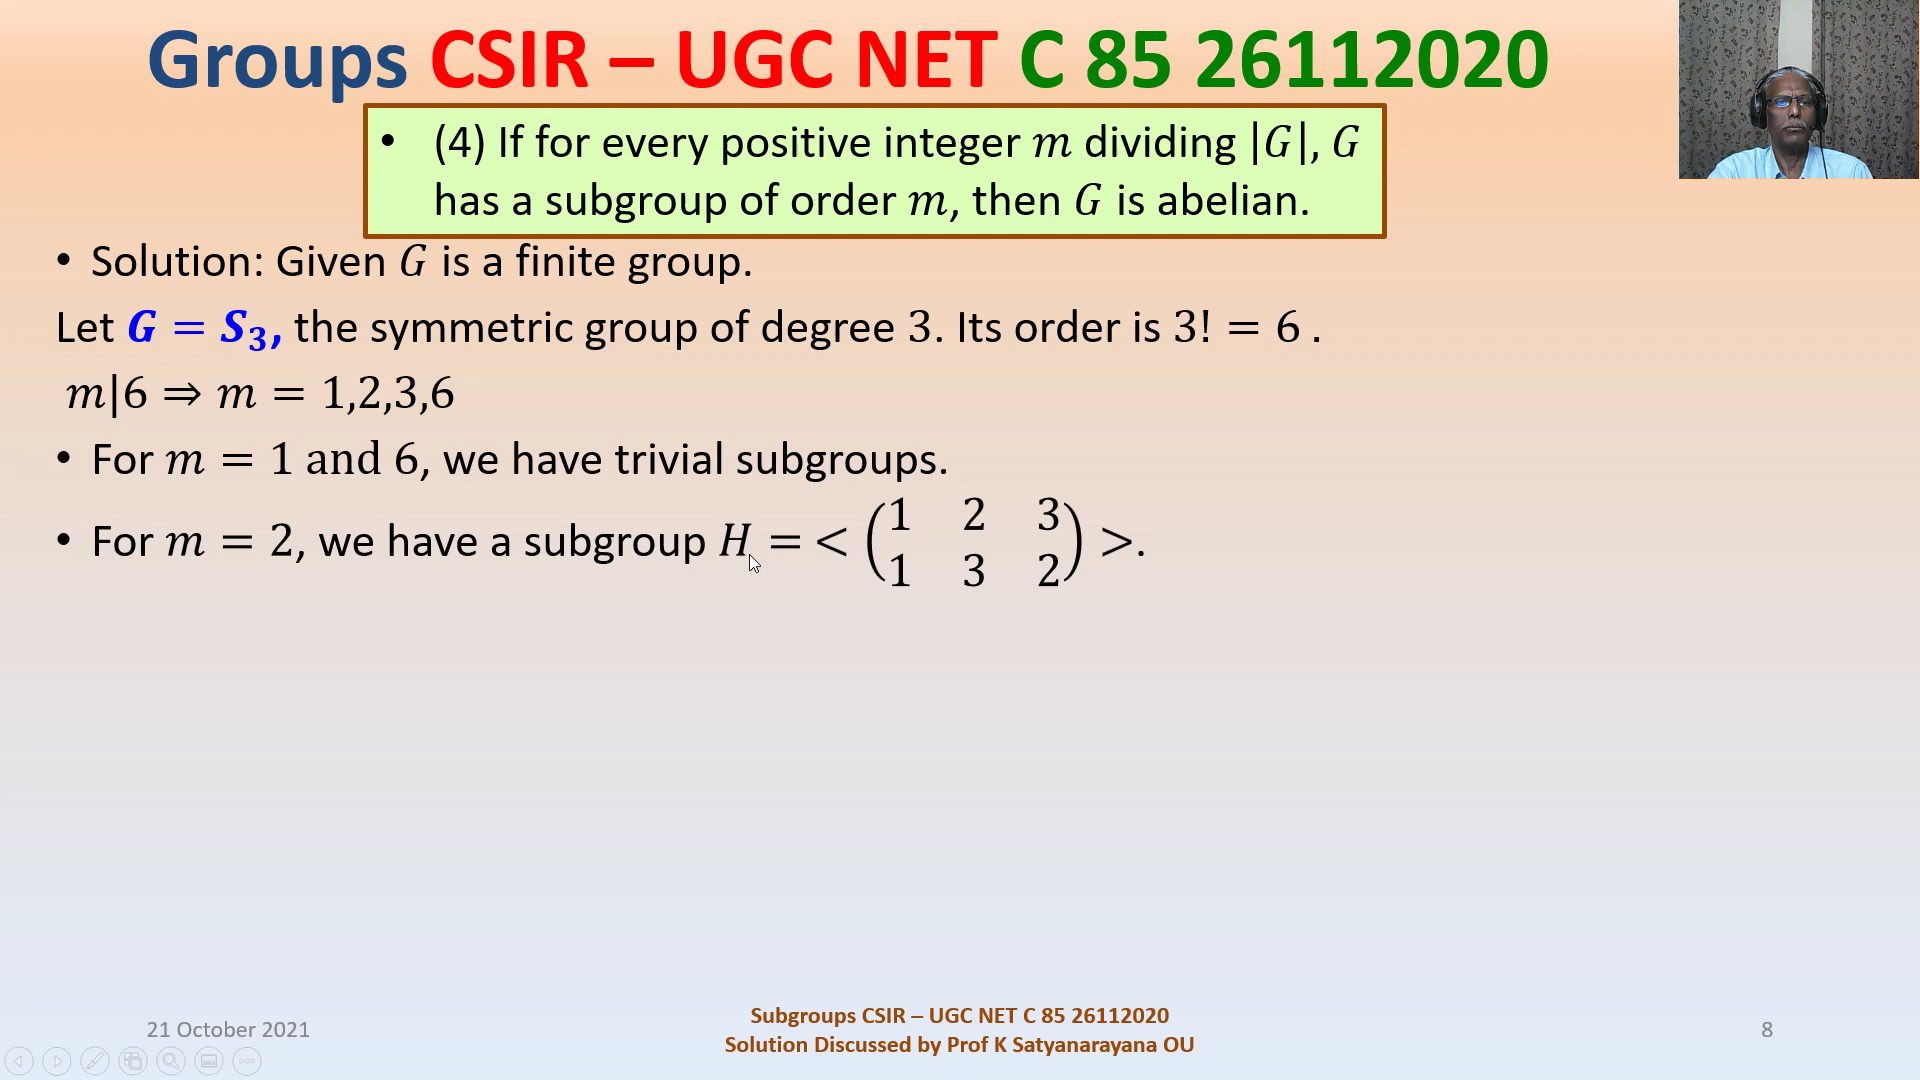 Groups CSIR – UGC NET C 85 26112020
• (4) If for every positive integer 𝑚 dividing |𝐺|, 𝐺
has a subgroup of order 𝑚, then 𝐺 is abelian.
• Solution: Given 𝐺 is a finite group.
Let 𝑮 = 𝑺₃, the symmetric group of degree 3. Its order is 3! = 6 .
𝑚|6 ⇒ 𝑚 = 1,2,3,6
• For 𝑚 = 1 and 6, we have trivial subgroups.
• For 𝑚 = 2, we have a subgroup 𝐻 = < (1 2 3
1 3 2) >.
21 October 2021
Subgroups CSIR – UGC NET C 85 26112020
Solution Discussed by Prof K Satyanarayana OU
8